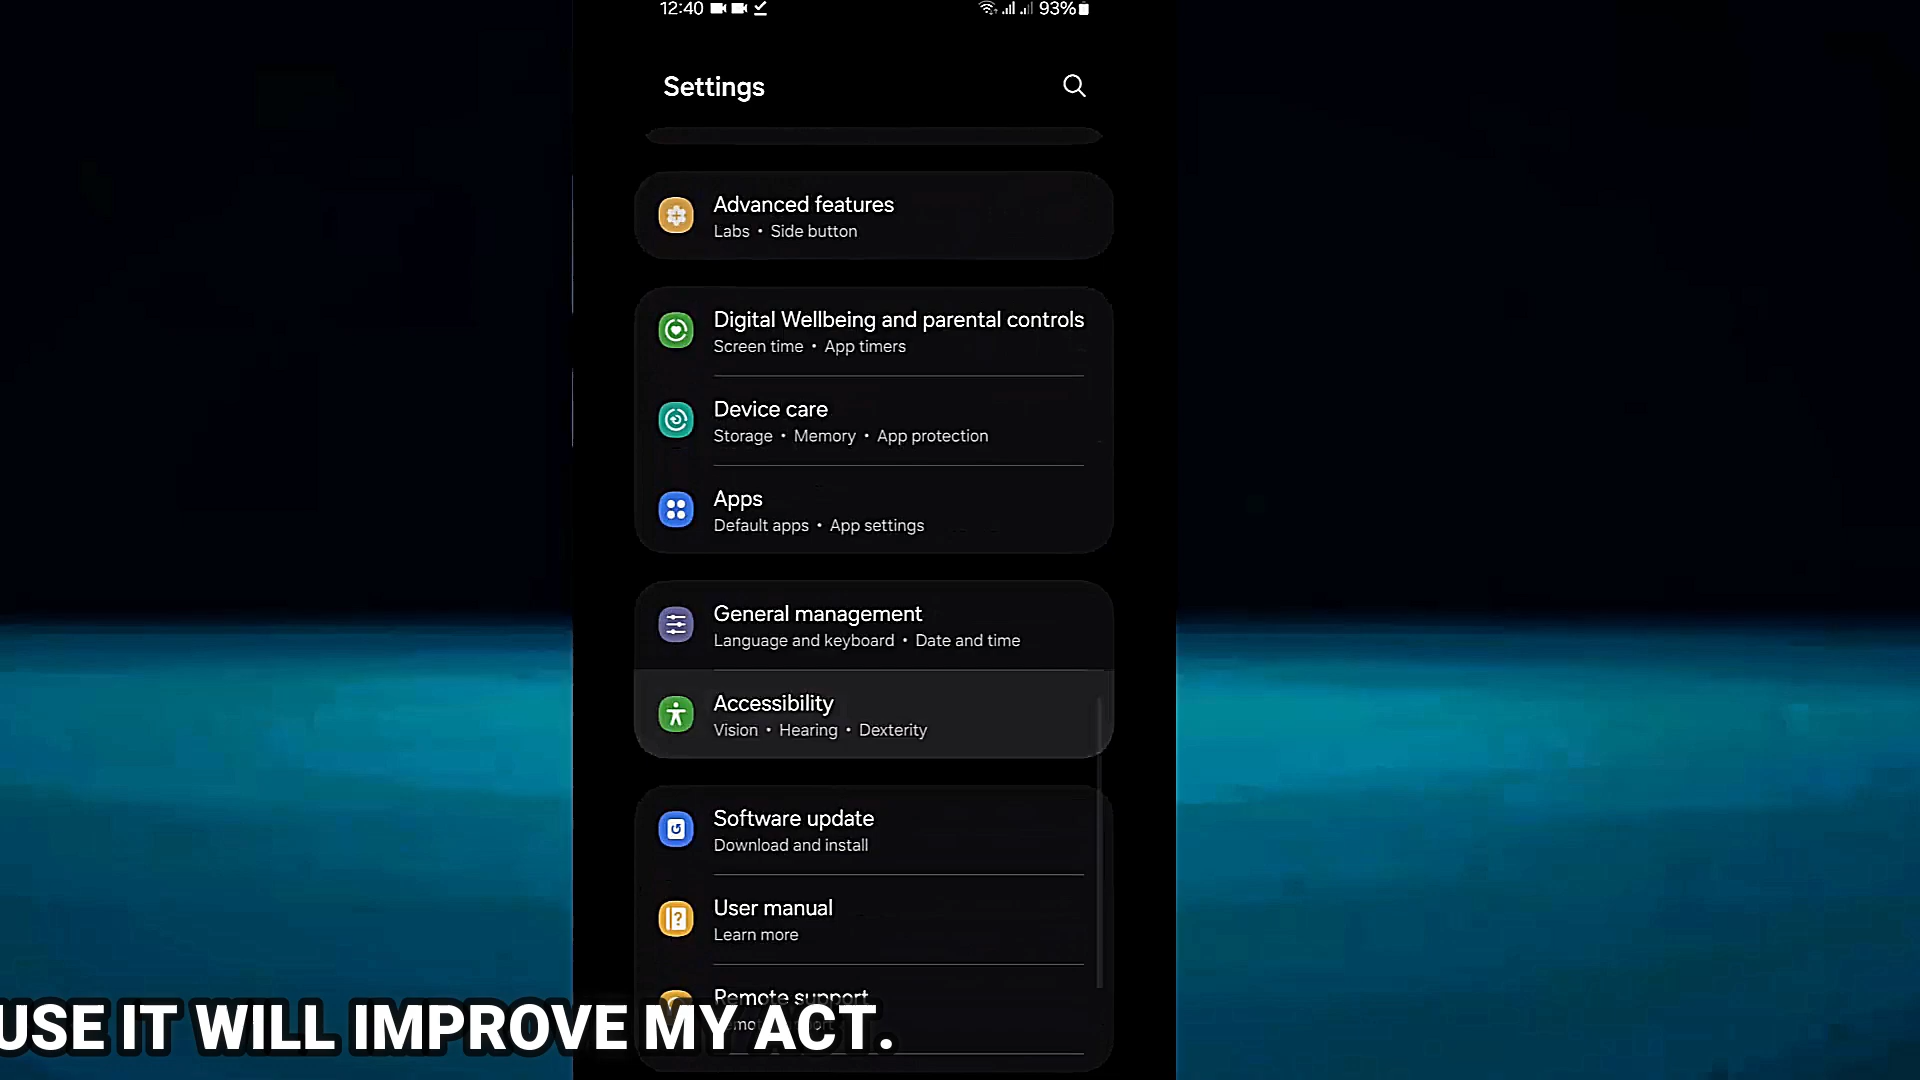 12:40
93%
Settings
Advanced features
Labs • Side button
Digital Wellbeing and parental controls
Screen time • App timers
Device care
Storage • Memory • App protection
Apps
Default apps • App settings
General management
Language and keyboard • Date and time
Accessibility
Vision • Hearing • Dexterity
Software update
Download and install
User manual
Learn more
Remote support
USE IT WILL IMPROVE MY ACT.